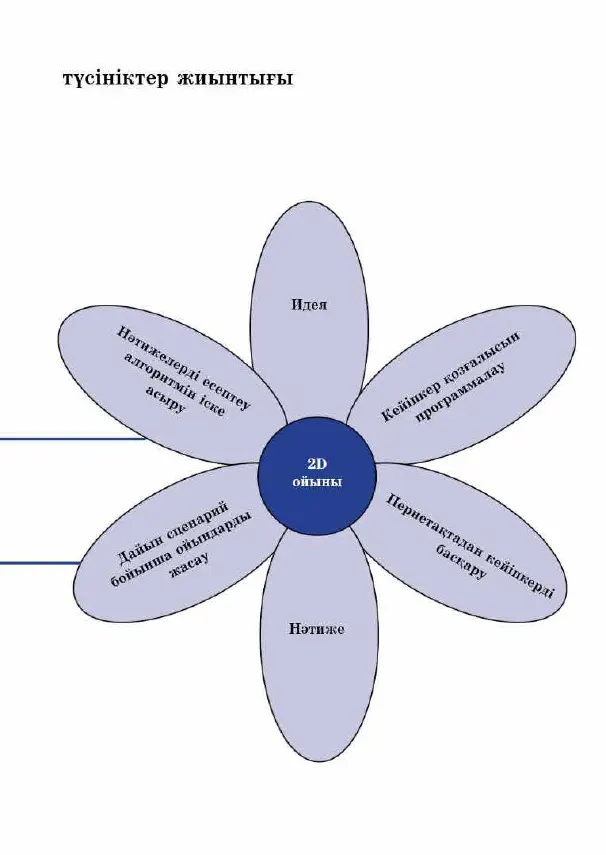 түсініктер жиынтығы
Идея
Нәтижелерді есептеу
алгоритмін іске
асыру
Кейіпкер қозғалысын
программалау
2D
ойыны
Дайын сценарий
бойынша ойындарды
жасау
Пернетақтадан кейіпкерді
басқару
Нәтиже